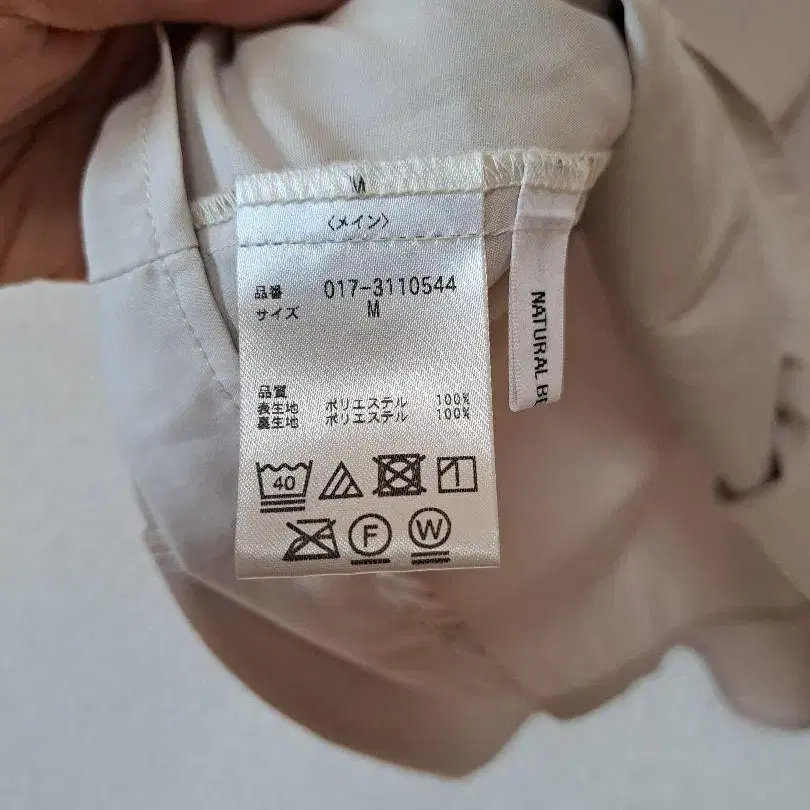 〈メイン〉
品番 017-3110544
サイズ M
品質
表生地 ポリエステル 100%
裏生地 ポリエステル 100%
40
F
W
NATURAL BE